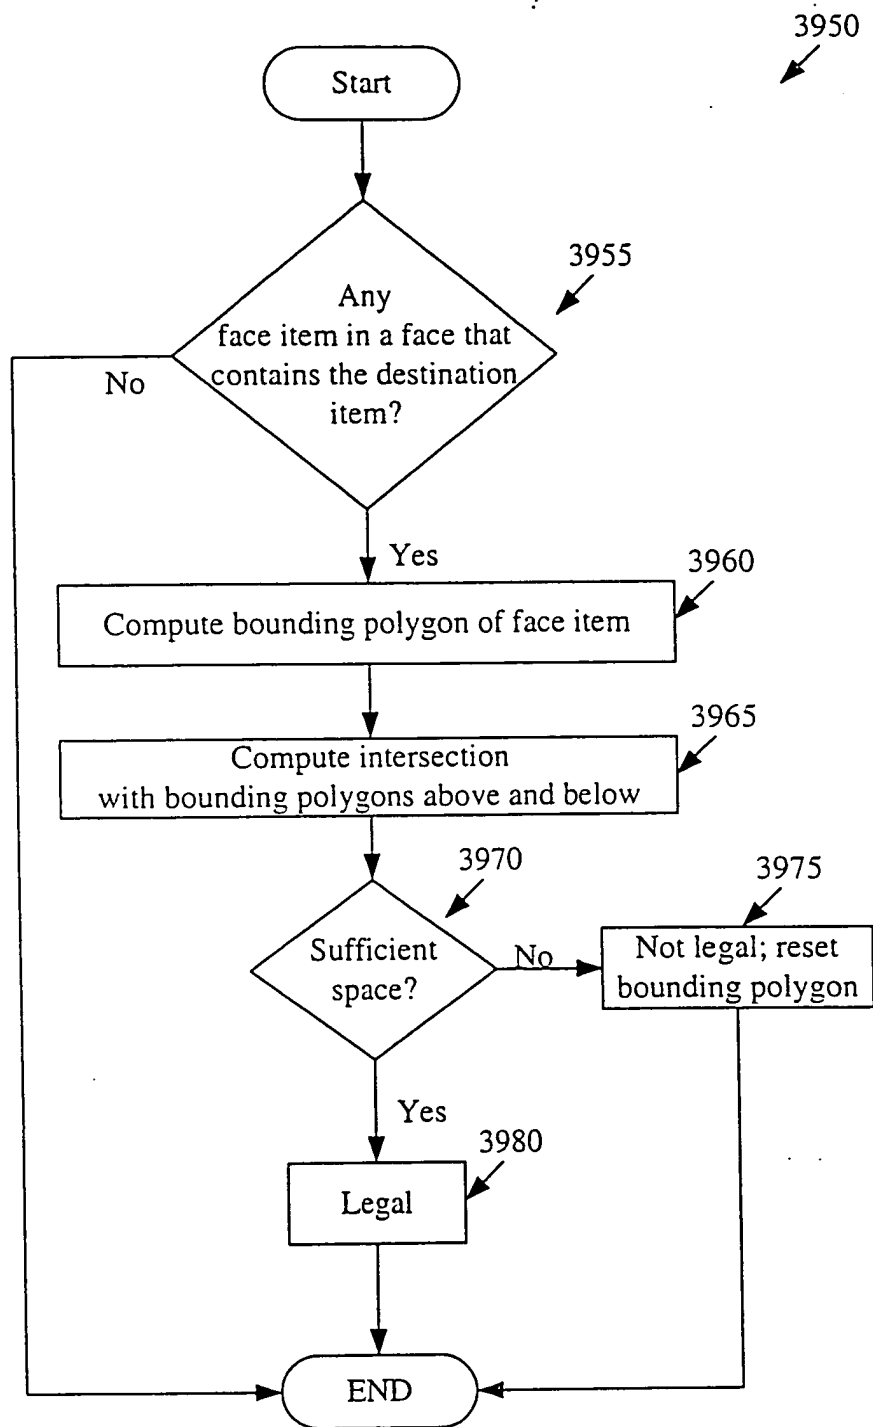 3950
Start
3955
Any
face item in a face that
contains the destination
item?
No
Yes
3960
Compute bounding polygon of face item
3965
Compute intersection
with bounding polygons above and below
3970
3975
Sufficient
space?
No
Not legal; reset
bounding polygon
Yes
3980
Legal
END